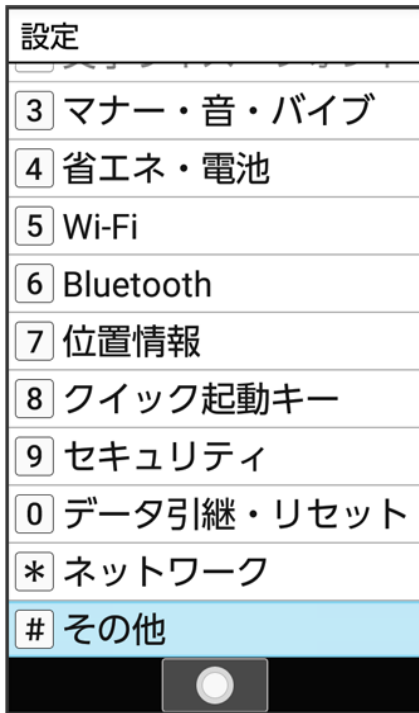 設定
3 マナー・音・バイブ
4 省エネ・電池
5 Wi-Fi
6 Bluetooth
7 位置情報
8 クイック起動キー
9 セキュリティ
0 データ引継・リセット
* ネットワーク
# その他